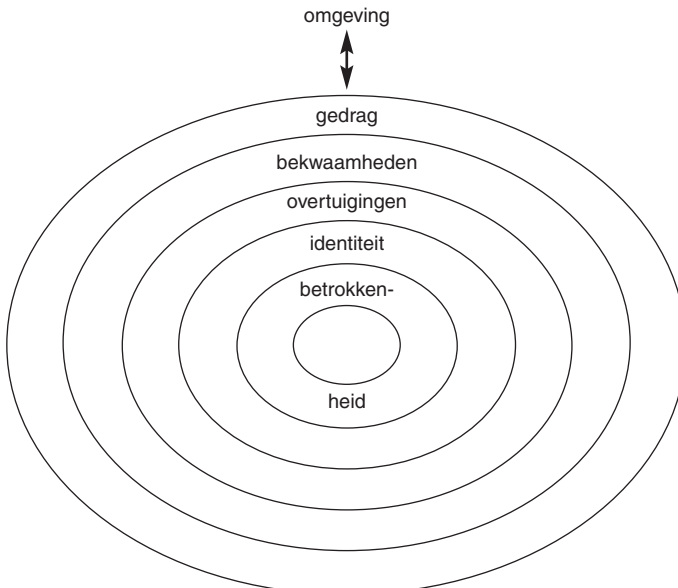 omgeving
gedrag
bekwaamheden
overtuigingen
identiteit
betrokken-
heid